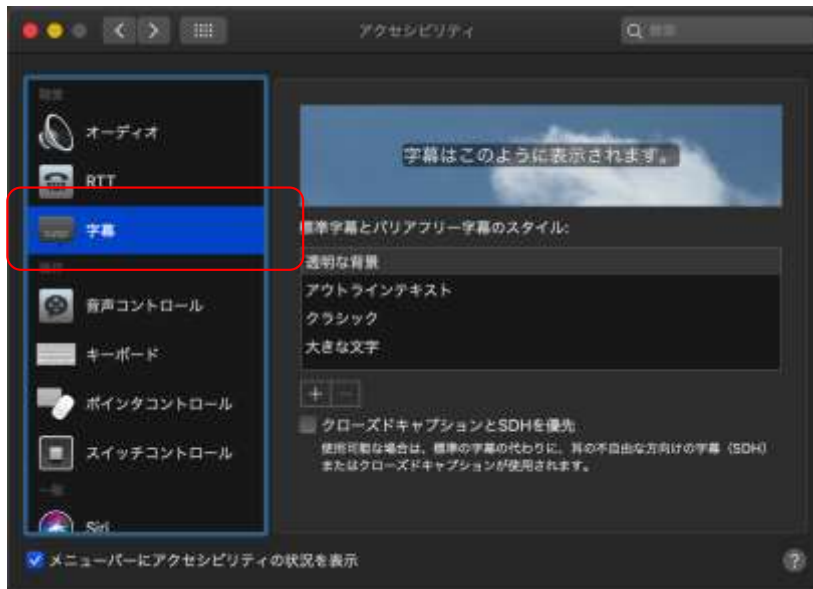 アクセシビリティ
検索
聴覚
オーディオ
RTT
字幕
字幕はこのように表示されます。
標準字幕とバリアフリー字幕のスタイル:
透明な背景
アウトラインテキスト
クラシック
大きな文字
+ −
クローズドキャプションとSDHを優先
使用可能な場合は、標準の字幕の代わりに、耳の不自由な方向けの字幕（SDH）
またはクローズドキャプションが使用されます。
音声コントロール
キーボード
ポインタコントロール
スイッチコントロール
一般
Siri
メニューバーにアクセシビリティの状況を表示
?